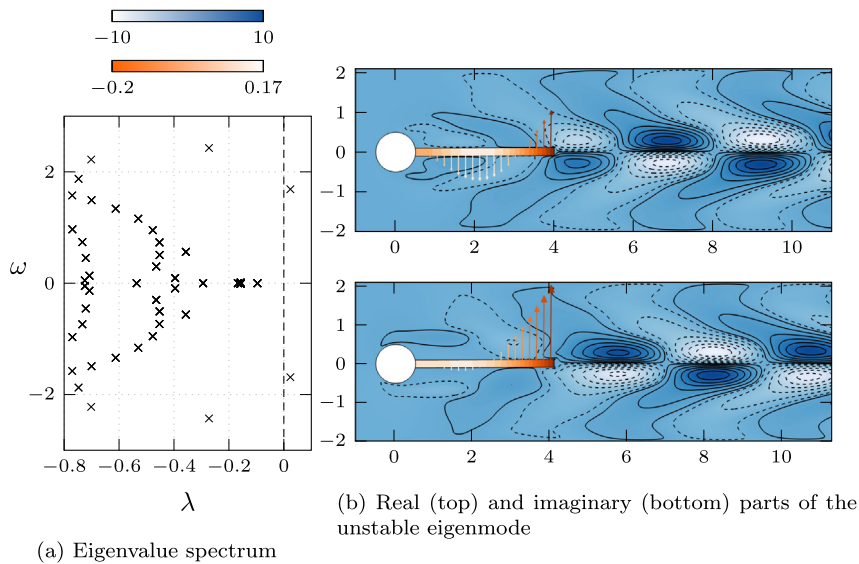 −10 10
−0.2 0.17
2
0
−2
ω
−0.8 −0.6 −0.4 −0.2 0
λ
(a) Eigenvalue spectrum
2
1
0
−1
−2
0 2 4 6 8 10
2
1
0
−1
−2
0 2 4 6 8 10
(b) Real (top) and imaginary (bottom) parts of the
unstable eigenmode